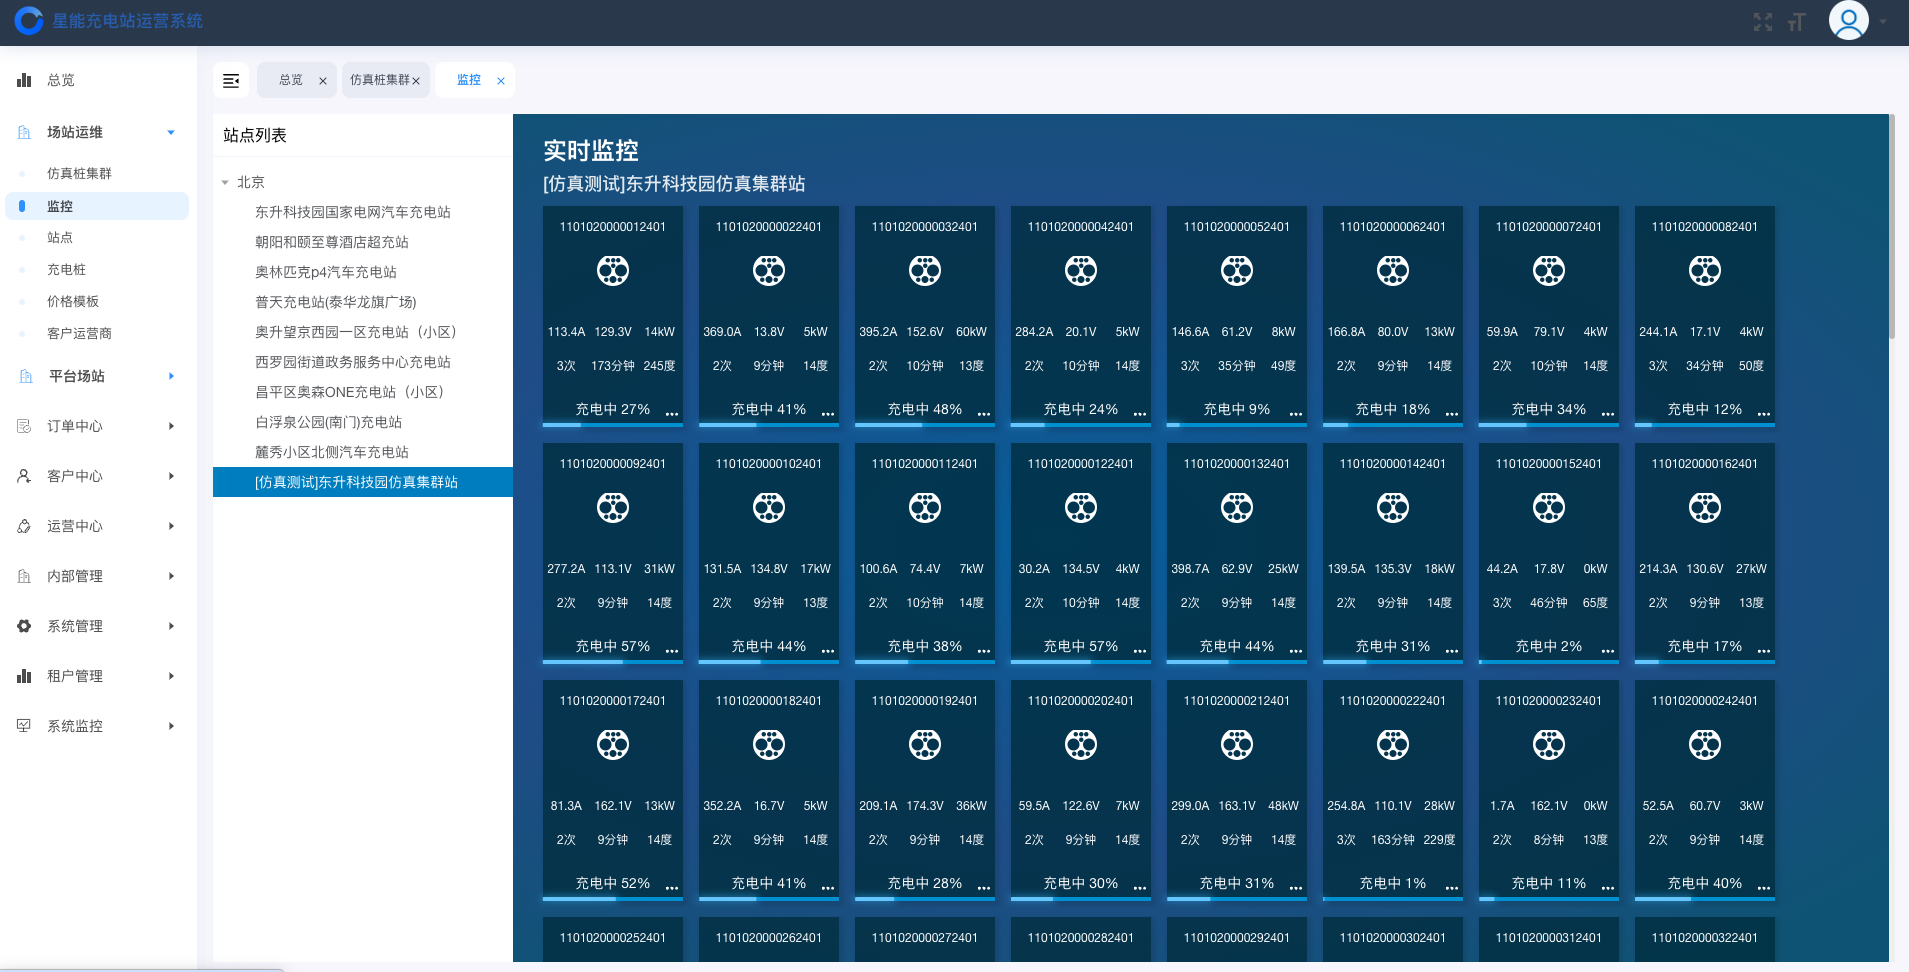 星能充电站运营系统
总览
场站运维
仿真桩集群
监控
站点
充电桩
价格模板
客户运营商
平台场站
订单中心
客户中心
运营中心
内部管理
系统管理
租户管理
系统监控
总览 × 仿真桩集群 × 监控 ×
站点列表
北京
东升科技园国家电网汽车充电站
朝阳和颐至尊酒店超充站
奥林匹克p4汽车充电站
普天充电站(泰华龙旗广场)
奥升望京西园一区充电站（小区）
西罗园街道政务服务中心充电站
昌平区奥森ONE充电站（小区）
白浮泉公园(南门)充电站
麓秀小区北侧汽车充电站
[仿真测试]东升科技园仿真集群站
实时监控
[仿真测试]东升科技园仿真集群站
1101020000012401 1101020000022401 1101020000032401 1101020000042401 1101020000052401 1101020000062401 1101020000072401 1101020000082401
113.4A 129.3V 14kW 369.0A 13.8V 5kW 395.2A 152.6V 60kW 284.2A 20.1V 5kW 146.6A 61.2V 8kW 166.8A 80.0V 13kW 59.9A 79.1V 4kW 244.1A 17.1V 4kW
3次 173分钟 245度 2次 9分钟 14度 2次 10分钟 13度 2次 10分钟 14度 3次 35分钟 49度 2次 9分钟 14度 2次 10分钟 14度 3次 34分钟 50度
充电中 27% ... 充电中 41% ... 充电中 48% ... 充电中 24% ... 充电中 9% ... 充电中 18% ... 充电中 34% ... 充电中 12% ...
1101020000092401 1101020000102401 1101020000112401 1101020000122401 1101020000132401 1101020000142401 1101020000152401 1101020000162401
277.2A 113.1V 31kW 131.5A 134.8V 17kW 100.6A 74.4V 7kW 30.2A 134.5V 4kW 398.7A 62.9V 25kW 139.5A 135.3V 18kW 44.2A 17.8V 0kW 214.3A 130.6V 27kW
2次 9分钟 14度 2次 9分钟 13度 2次 10分钟 14度 2次 10分钟 14度 2次 9分钟 14度 2次 9分钟 14度 3次 46分钟 65度 2次 9分钟 13度
充电中 57% ... 充电中 44% ... 充电中 38% ... 充电中 57% ... 充电中 44% ... 充电中 31% ... 充电中 2% ... 充电中 17% ...
1101020000172401 1101020000182401 1101020000192401 1101020000202401 1101020000212401 1101020000222401 1101020000232401 1101020000242401
81.3A 162.1V 13kW 352.2A 16.7V 5kW 209.1A 174.3V 36kW 59.5A 122.6V 7kW 299.0A 163.1V 48kW 254.8A 110.1V 28kW 1.7A 162.1V 0kW 52.5A 60.7V 3kW
2次 9分钟 14度 2次 9分钟 14度 2次 9分钟 14度 2次 9分钟 14度 2次 9分钟 14度 3次 163分钟 229度 2次 8分钟 13度 2次 9分钟 14度
充电中 52% ... 充电中 41% ... 充电中 28% ... 充电中 30% ... 充电中 31% ... 充电中 1% ... 充电中 11% ... 充电中 40% ...
1101020000252401 1101020000262401 1101020000272401 1101020000282401 1101020000292401 1101020000302401 1101020000312401 1101020000322401